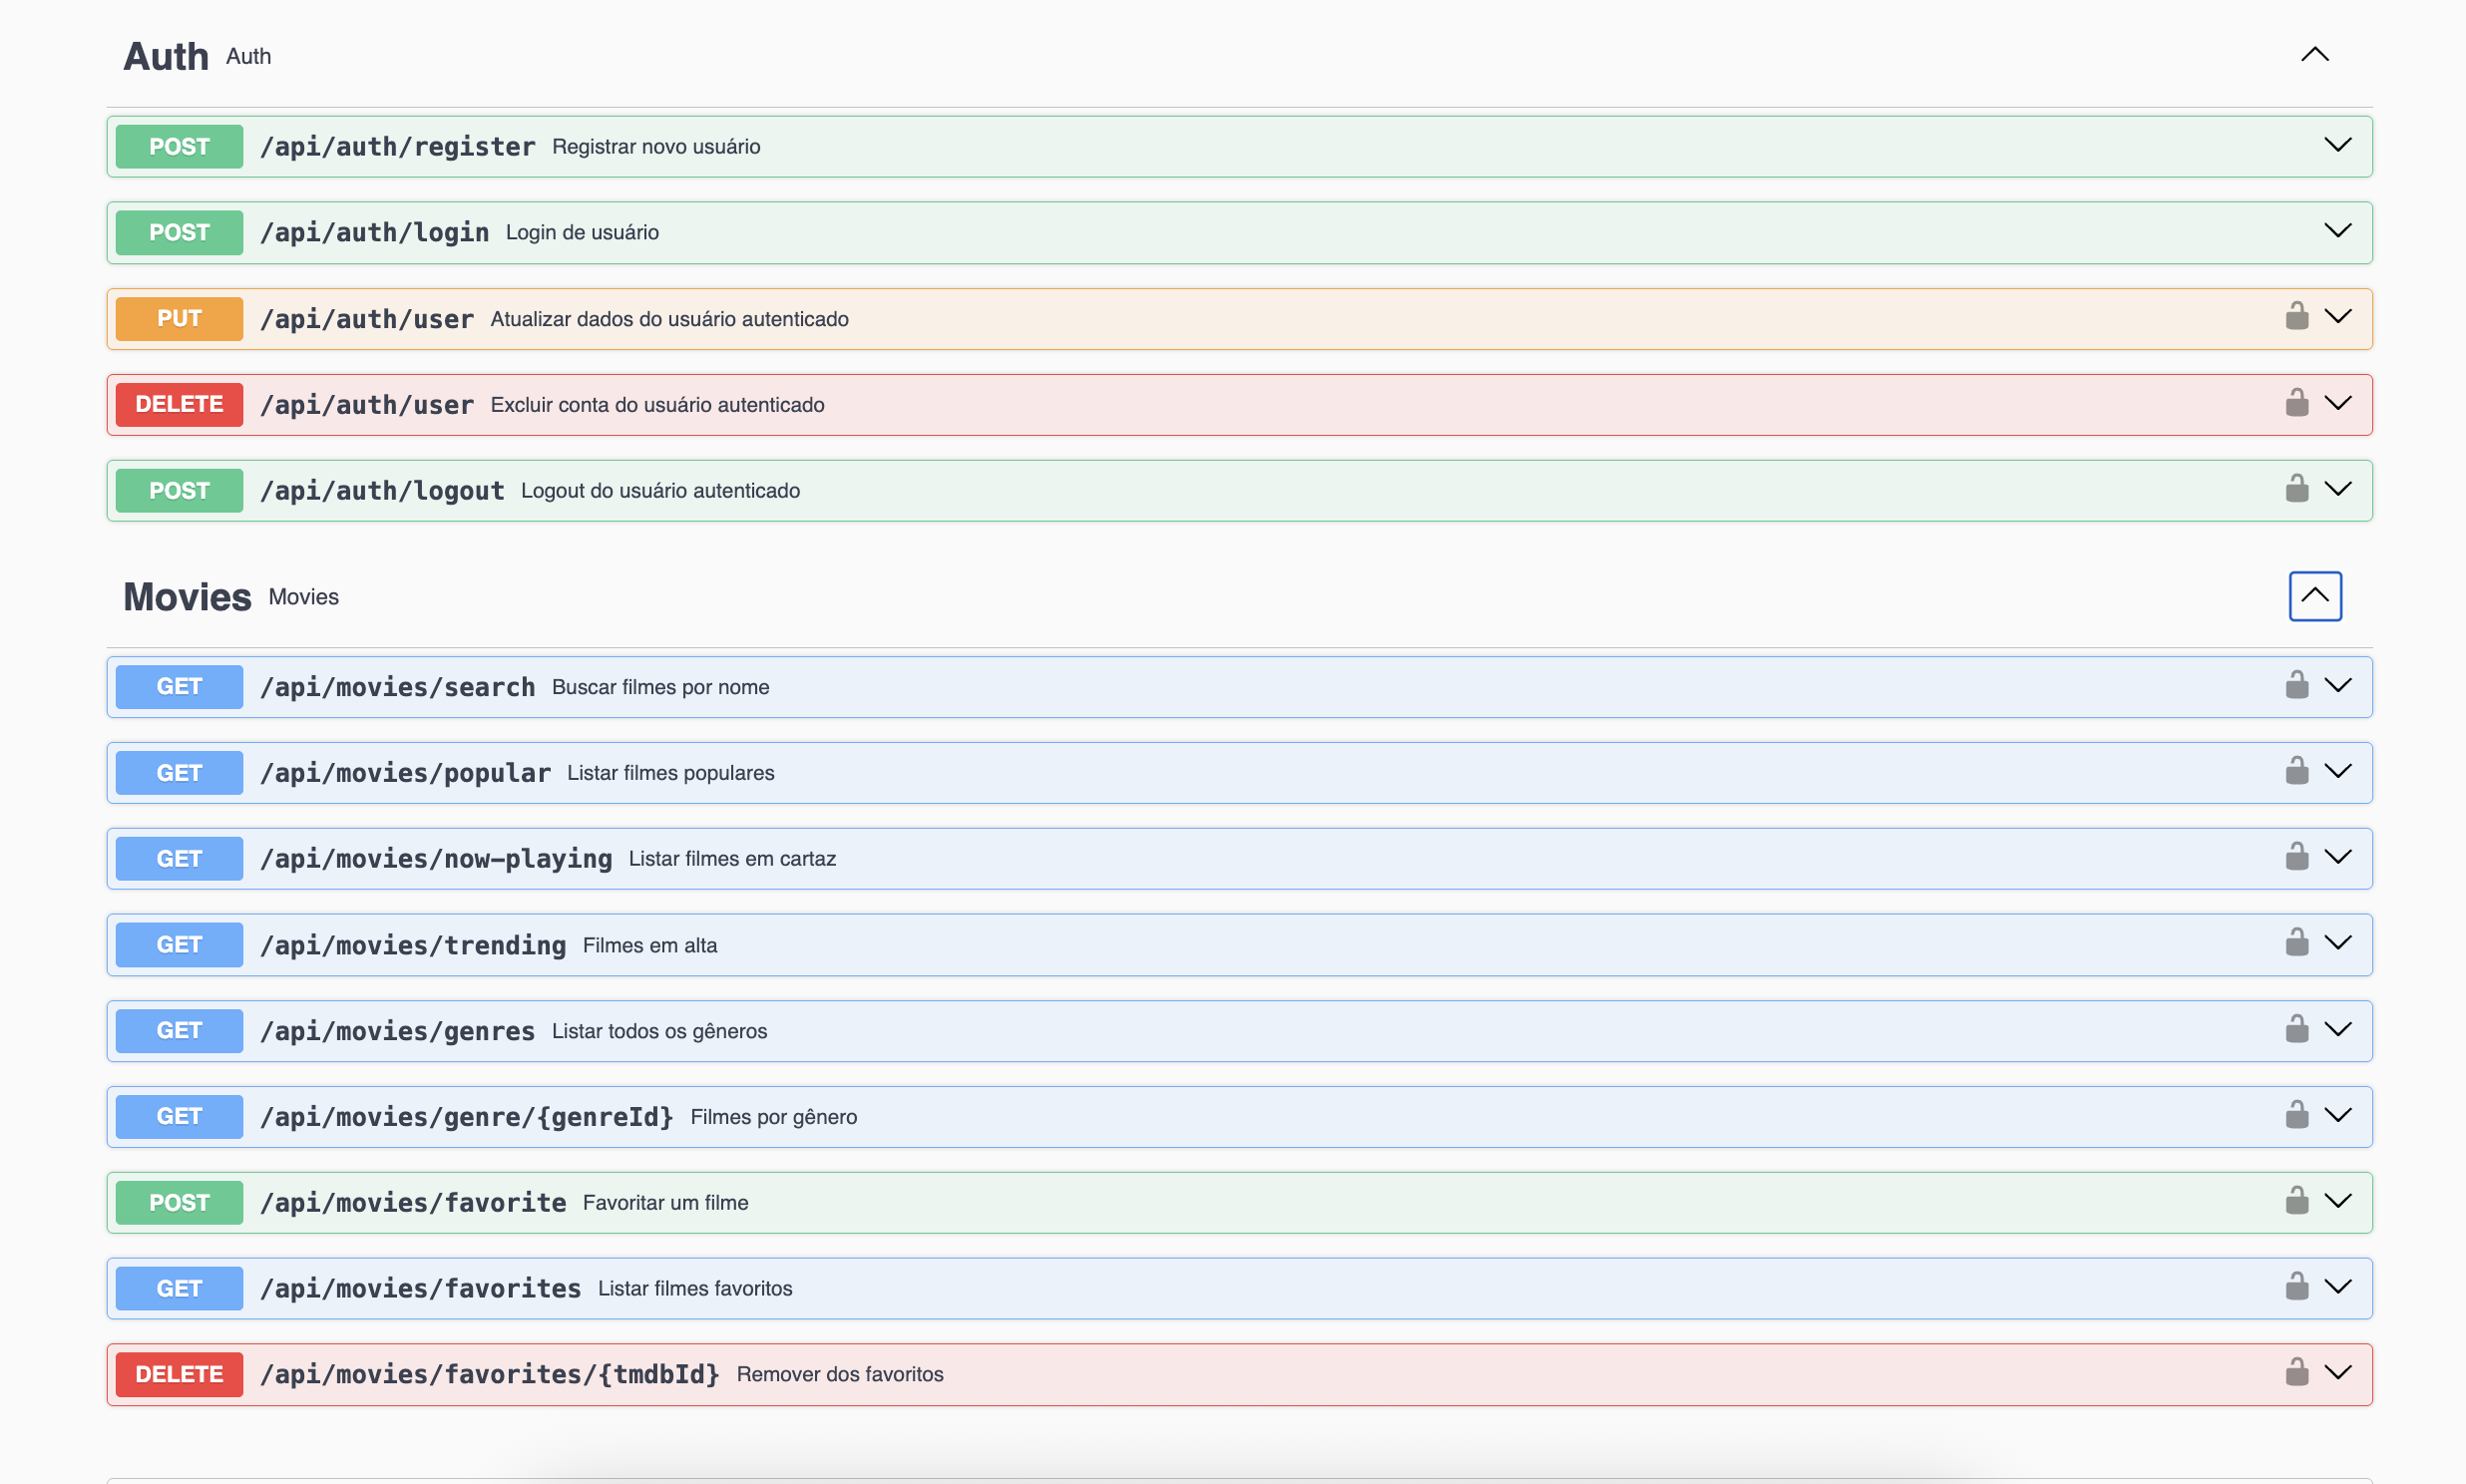 Auth Auth
POST /api/auth/register Registrar novo usuário
POST /api/auth/login Login de usuário
PUT /api/auth/user Atualizar dados do usuário autenticado
DELETE /api/auth/user Excluir conta do usuário autenticado
POST /api/auth/logout Logout do usuário autenticado
Movies Movies
GET /api/movies/search Buscar filmes por nome
GET /api/movies/popular Listar filmes populares
GET /api/movies/now-playing Listar filmes em cartaz
GET /api/movies/trending Filmes em alta
GET /api/movies/genres Listar todos os gêneros
GET /api/movies/genre/{genreId} Filmes por gênero
POST /api/movies/favorite Favoritar um filme
GET /api/movies/favorites Listar filmes favoritos
DELETE /api/movies/favorites/{tmdbId} Remover dos favoritos